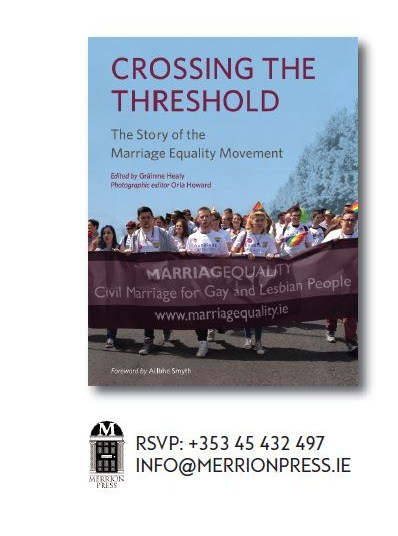 CROSSING THE
THRESHOLD
The Story of the
Marriage Equality Movement
Edited by Gráinne Healy
Photographic editor Orla Howard
MARRIAGEQUALITY
Civil Marriage for Gay and Lesbian People
www.marriagequality.ie
Foreword by Ailbhe Smyth
M
MERRION
PRESS
RSVP: +353 45 432 497
INFO@MERRIONPRESS.IE